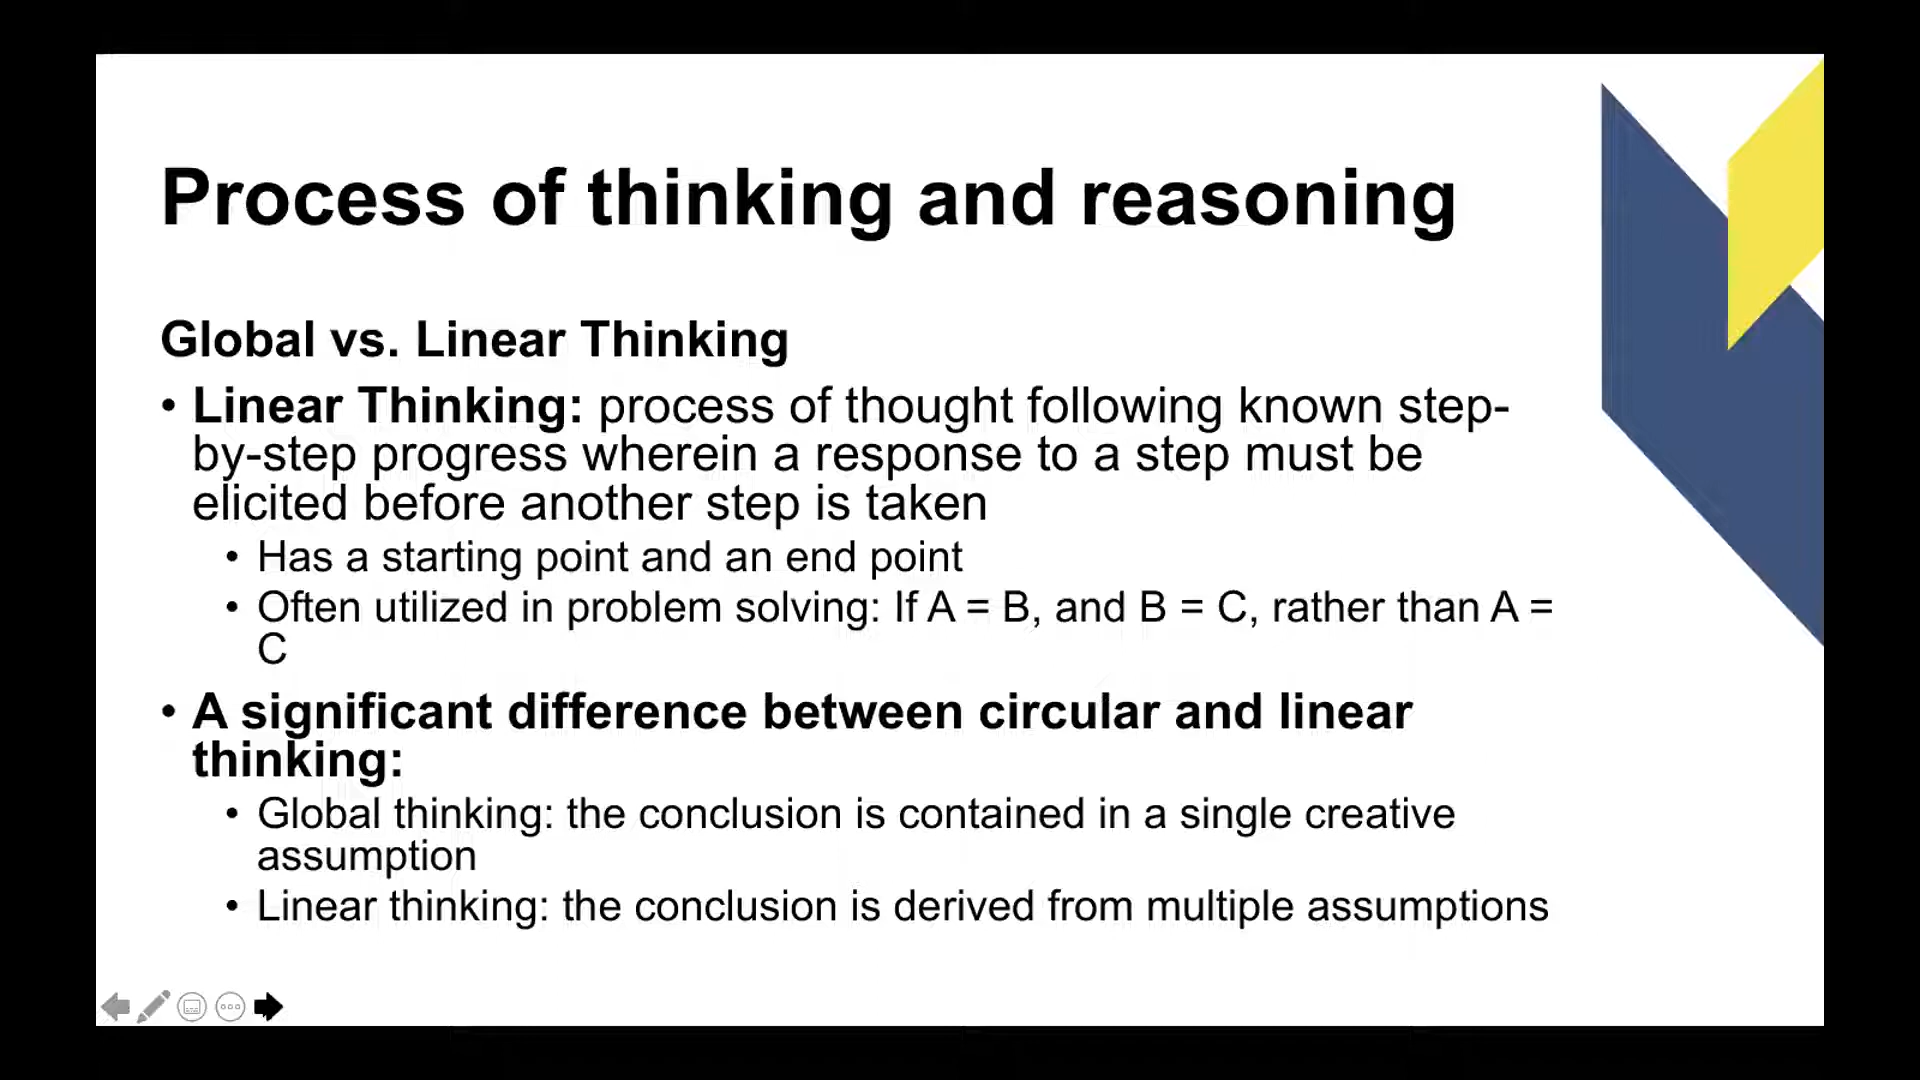 Process of thinking and reasoning
Global vs. Linear Thinking
• Linear Thinking: process of thought following known step-
by-step progress wherein a response to a step must be
elicited before another step is taken
• Has a starting point and an end point
• Often utilized in problem solving: If A = B, and B = C, rather than A =
C
• A significant difference between circular and linear
thinking:
• Global thinking: the conclusion is contained in a single creative
assumption
• Linear thinking: the conclusion is derived from multiple assumptions